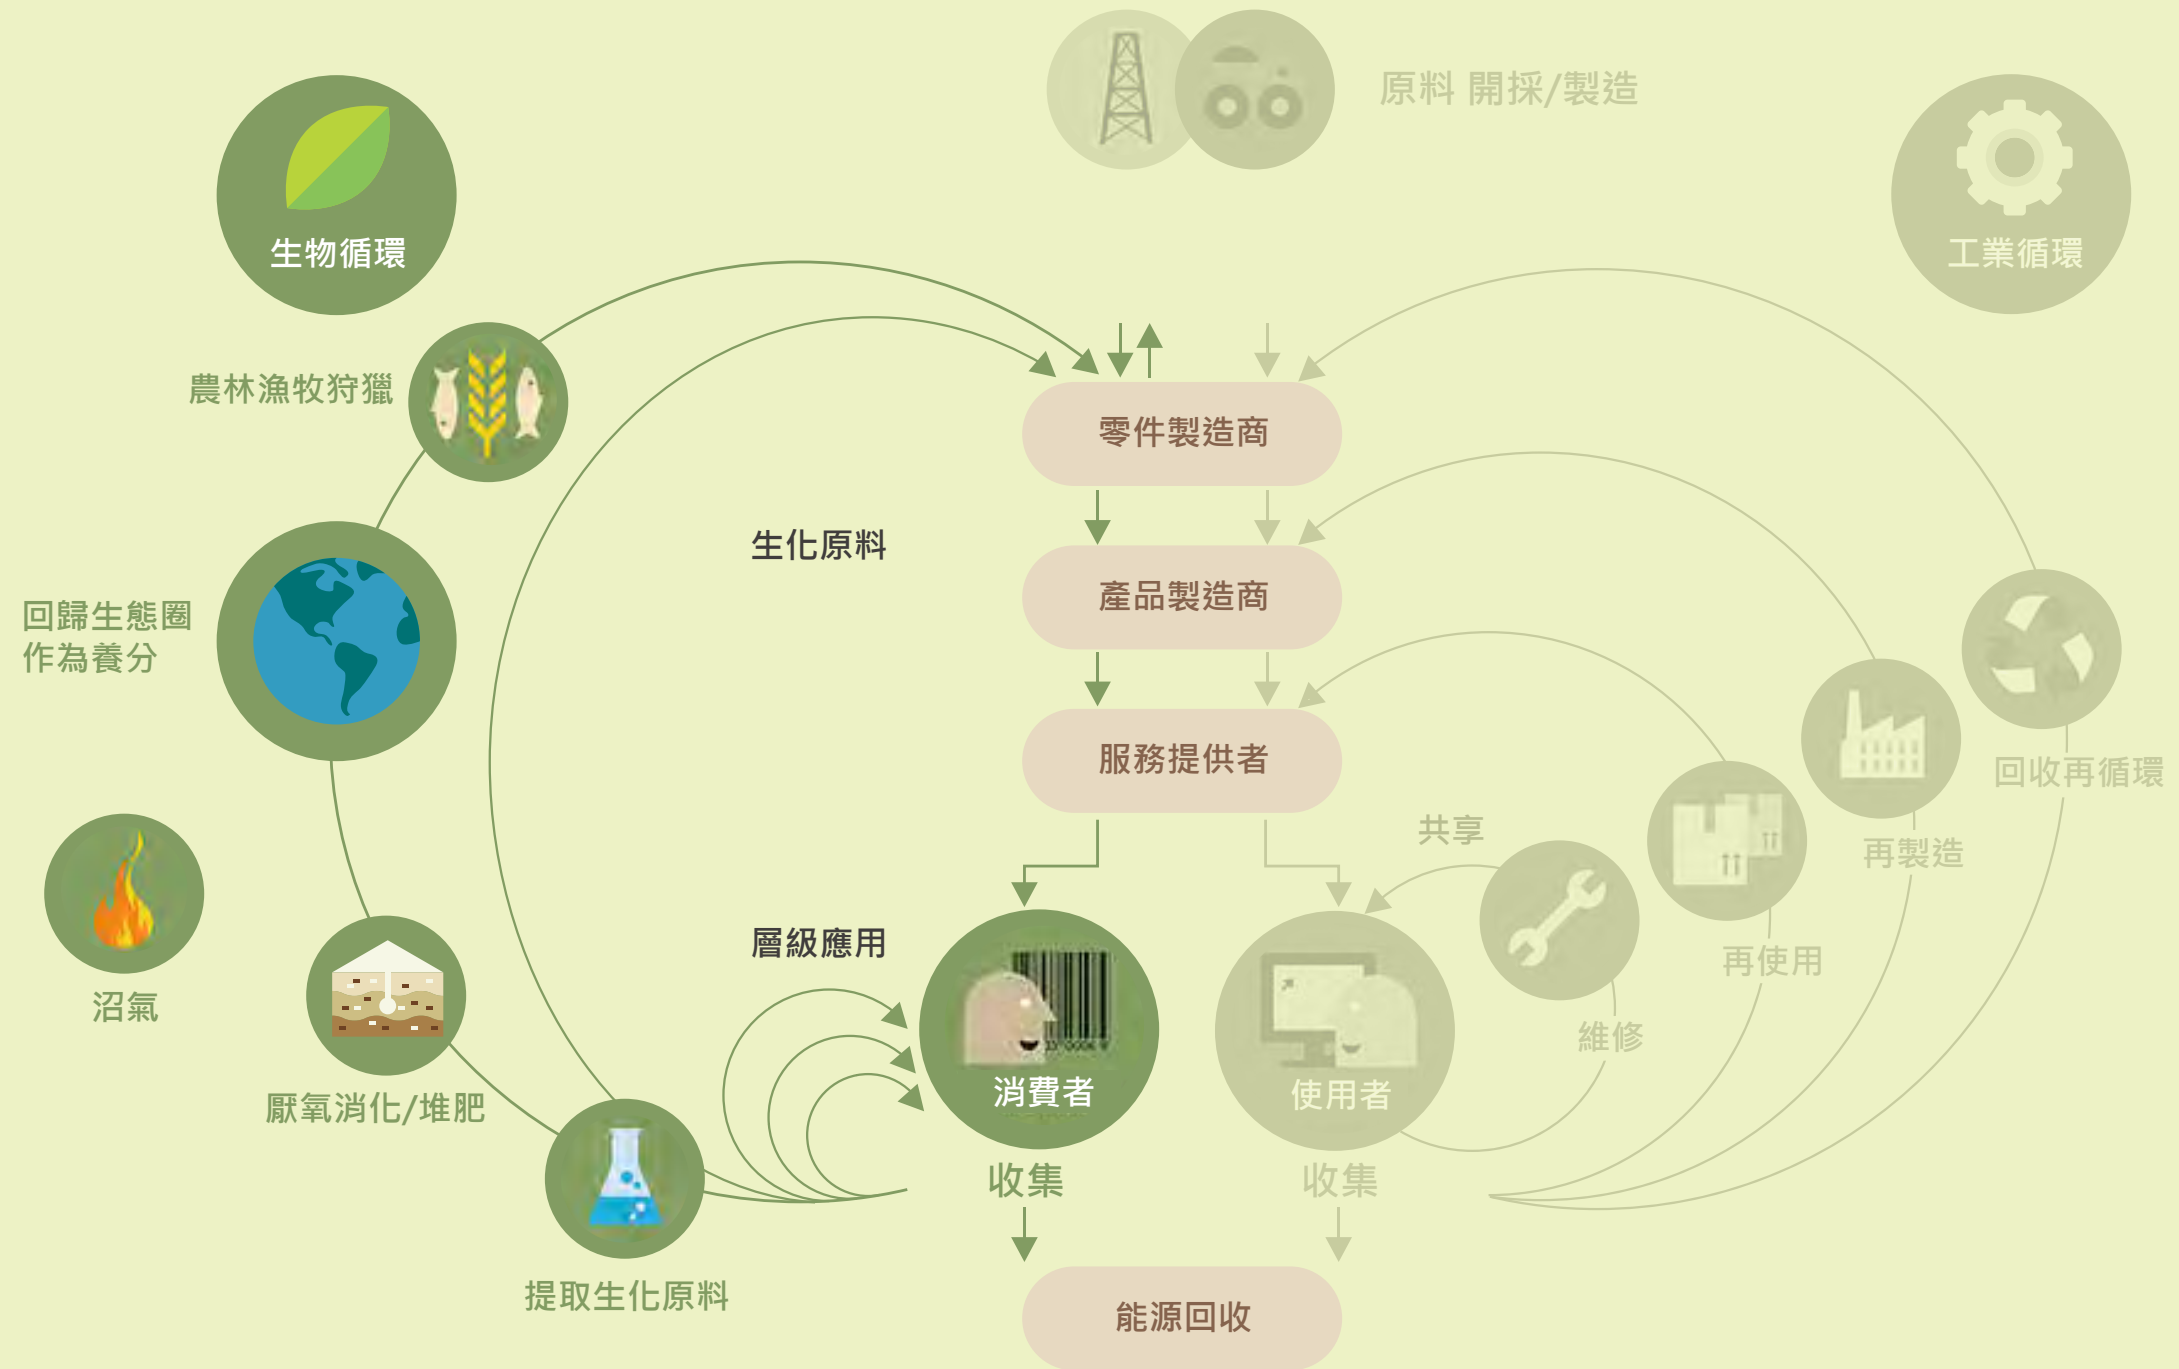 原料 開採/製造
生物循環
工業循環
農林漁牧狩獵
零件製造商
生化原料
產品製造商
回歸生態圈
作為養分
服務提供者
回收再循環
共享
再製造
層級應用
再使用
沼氣
維修
消費者
使用者
厭氧消化/堆肥
收集
收集
提取生化原料
能源回收